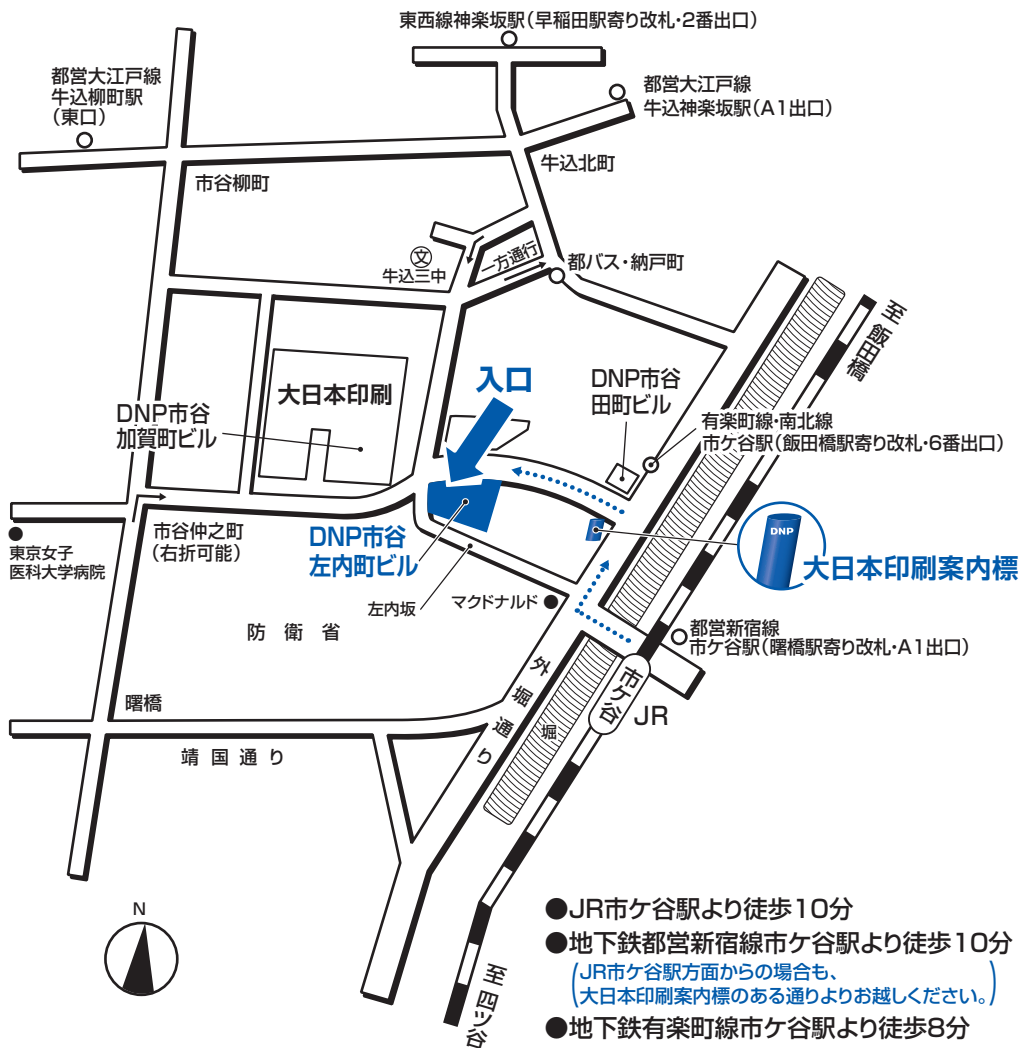 東西線神楽坂駅(早稲田駅寄り改札・2番出口)
都営大江戸線
牛込柳町駅
(東口)
都営大江戸線
牛込神楽坂駅(A1出口)
市谷柳町
牛込北町
文
牛込三中
一方通行
都バス・納戸町
至 飯田橋
大日本印刷
入口
DNP市谷
田町ビル
DNP市谷
加賀町ビル
有楽町線・南北線
市ケ谷駅(飯田橋駅寄り改札・6番出口)
市谷仲之町
(右折可能)
DNP市谷
左内町ビル
DNP
大日本印刷案内標
東京女子
医科大学病院
左内坂
マクドナルド
防衛省
都営新宿線
市ケ谷駅(曙橋駅寄り改札・A1出口)
外堀通り
市ケ谷
JR
堀
曙橋
靖国通り
N
至 四ツ谷
●JR市ケ谷駅より徒歩10分
●地下鉄都営新宿線市ケ谷駅より徒歩10分
(JR市ケ谷駅方面からの場合も、
大日本印刷案内標のある通りよりお越しください。)
●地下鉄有楽町線市ケ谷駅より徒歩8分